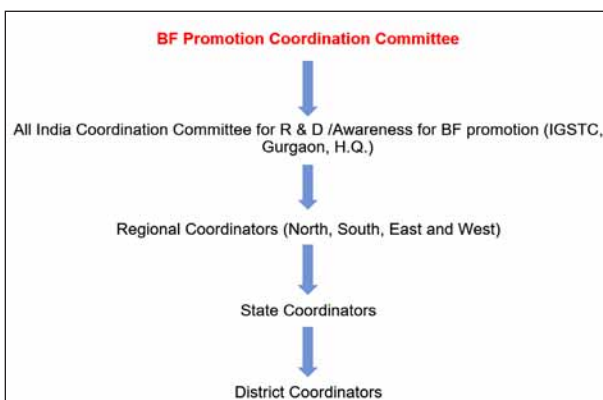 BF Promotion Coordination Committee
All India Coordination Committee for R & D /Awareness for BF promotion (IGSTC,
Gurgaon, H.Q.)
Regional Coordinators (North, South, East and West)
State Coordinators
District Coordinators